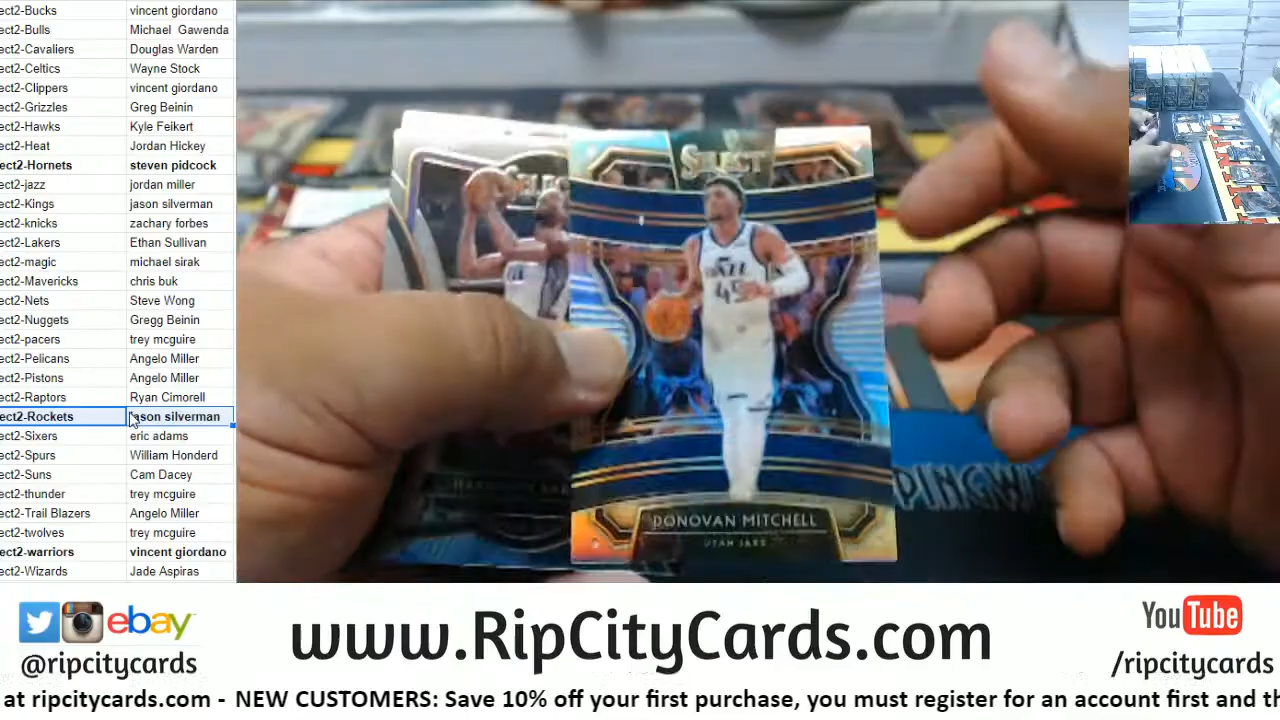 ect2-Bucks vincent giordano
ect2-Bulls Michael Gawenda
ect2-Cavaliers Douglas Warden
ect2-Celtics Wayne Stock
ect2-Clippers vincent giordano
ect2-Grizzles Greg Beinin
ect2-Hawks Kyle Feikert
ect2-Heat Jordan Hickey
ect2-Hornets steven pidcock
ect2-jazz jordan miller
ect2-Kings jason silverman
ect2-knicks zachary forbes
ect2-Lakers Ethan Sullivan
ect2-magic michael sirak
ect2-Mavericks chris buk
ect2-Nets Steve Wong
ect2-Nuggets Gregg Beinin
ect2-pacers trey mcguire
ect2-Pelicans Angelo Miller
ect2-Pistons Angelo Miller
ect2-Raptors Ryan Cimorell
ect2-Rockets jason silverman
ect2-Sixers eric adams
ect2-Spurs William Honderd
ect2-Suns Cam Dacey
ect2-thunder trey mcguire
ect2-Trail Blazers Angelo Miller
ect2-twolves trey mcguire
ect2-warriors vincent giordano
ect2-Wizards Jade Aspiras
SELECT
JAZZ
45
DONOVAN MITCHELL
UTAH JAZZ
PINGW
ebay
@ripcitycards
www.RipCityCards.com
YouTube
/ripcitycards
at ripcitycards.com - NEW CUSTOMERS: Save 10% off your first purchase, you must register for an account first and th